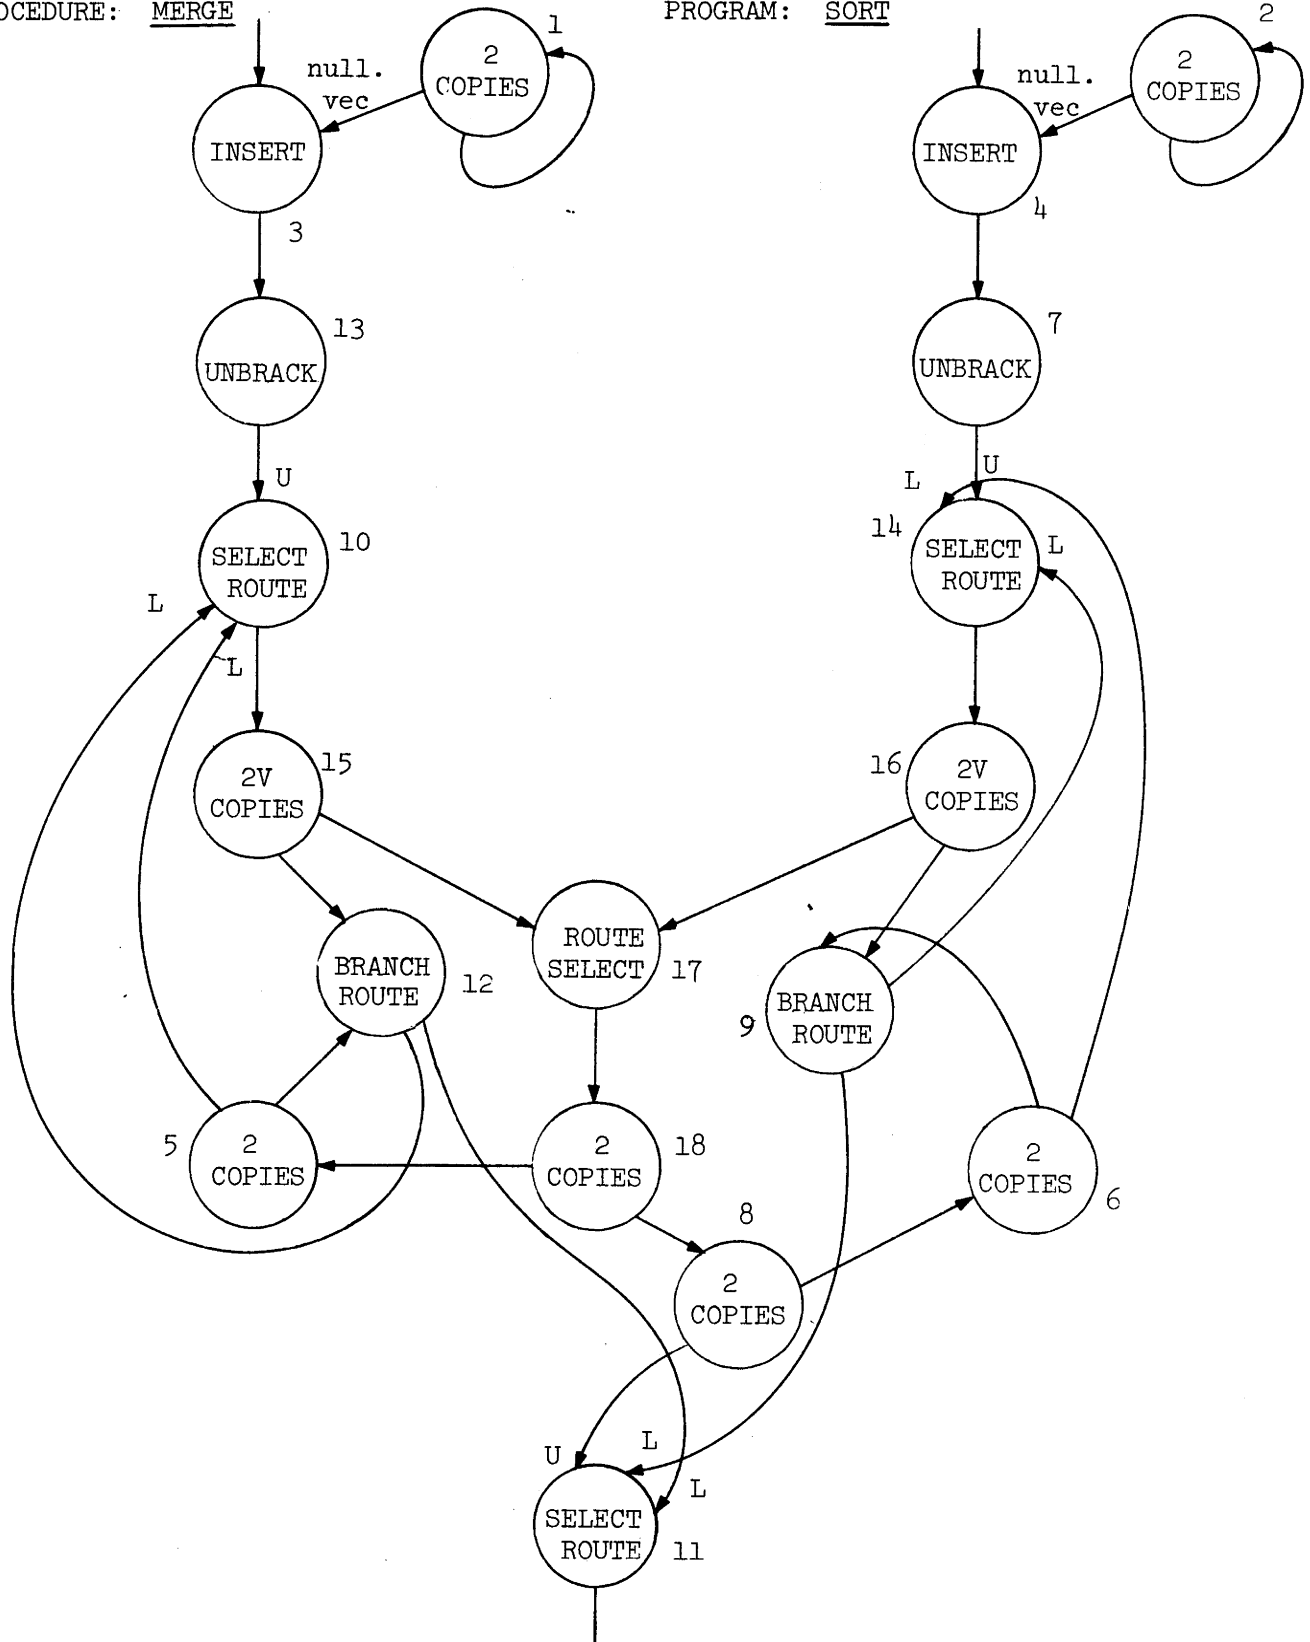 OCEDURE: MERGE
PROGRAM: SORT
1
2
COPIES
null.
vec
INSERT
3
2
2
COPIES
null.
vec
INSERT
4
13
UNBRACK
7
UNBRACK
U
U
L
10
SELECT
ROUTE
L
L
14
SELECT
ROUTE
L
15
2V
COPIES
16
2V
COPIES
BRANCH
ROUTE
12
ROUTE
SELECT
17
BRANCH
ROUTE
9
5
2
COPIES
2
COPIES
18
8
2
COPIES
2
COPIES
6
U
L
L
SELECT
ROUTE
11